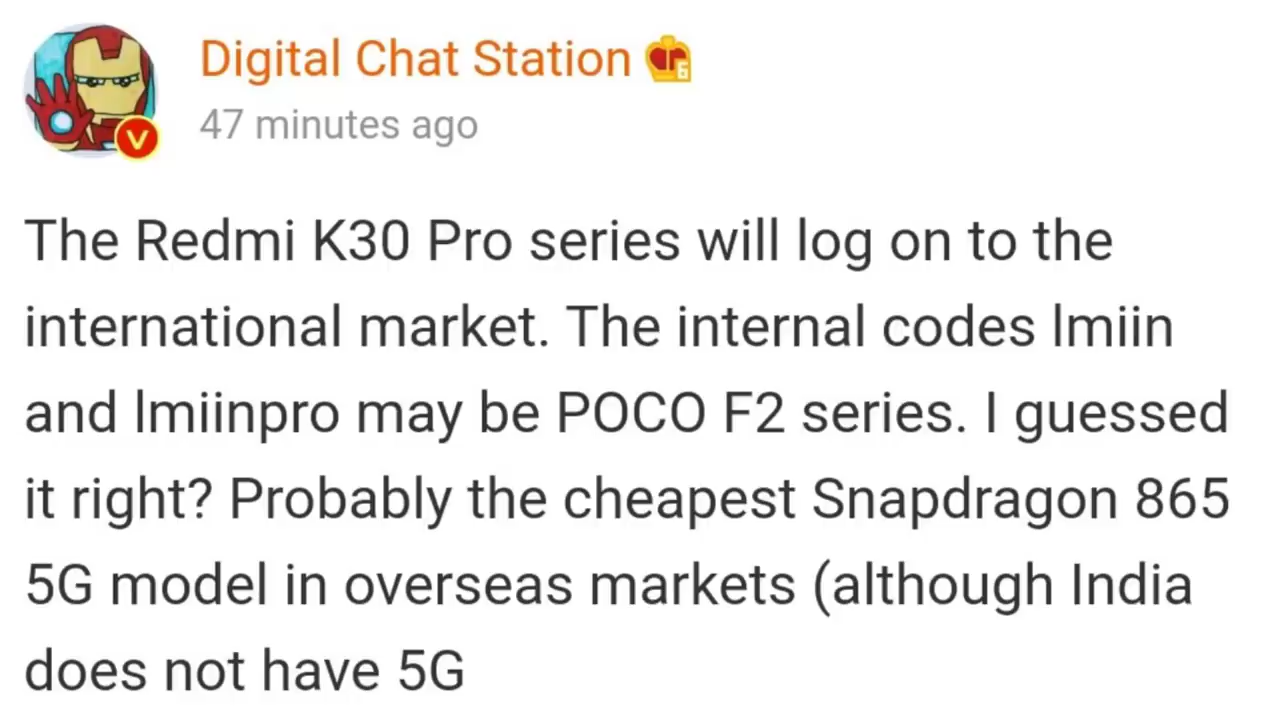 Digital Chat Station
6
V
47 minutes ago
The Redmi K30 Pro series will log on to the
international market. The internal codes lmiin
and lmiinpro may be POCO F2 series. I guessed
it right? Probably the cheapest Snapdragon 865
5G model in overseas markets (although India
does not have 5G